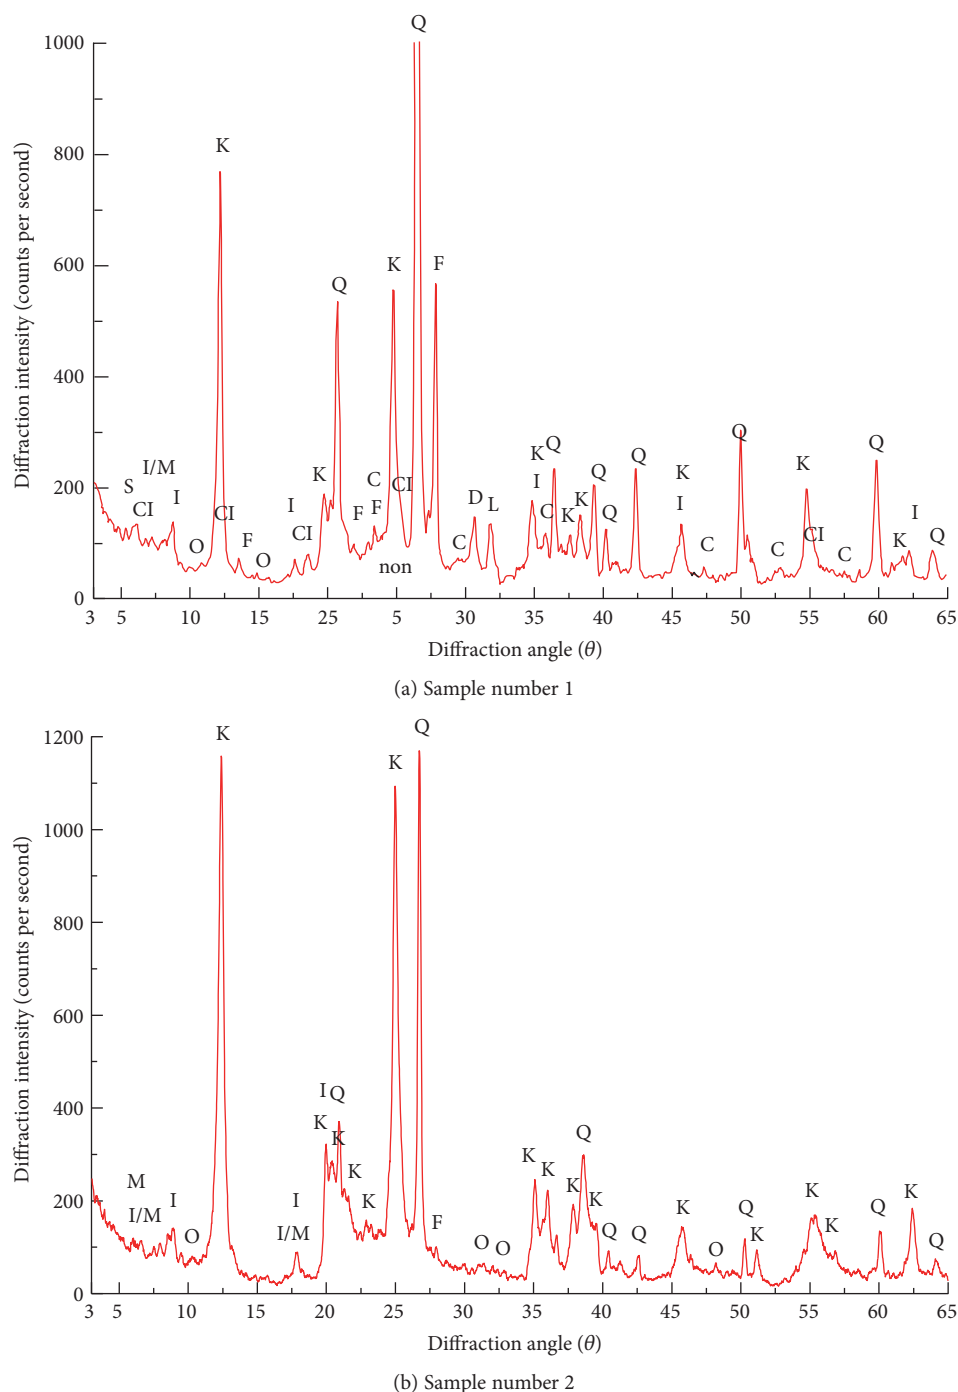 Q
1000
K
800
600
K
F
Q
400
K
K
Q
Q
K
Q
I/M
C
CI
I
Q
K
200
S
I
I
D
L
C
K
K
Q
I
I
CI
CI
F
F
CI
C
K
Q
O
F
O
C
C
C
C
K
non
0
3 5 10 15 25 5 30 35 40 45 50 55 60 65
Diffraction intensity (counts per second)
Diffraction angle (θ)
(a) Sample number 1
1200
K
Q
K
1000
800
600
400
I Q
K K
Q
K
K
K
K
K
K
K
200
M
I
I
K
K
Q
Q
I/M
I/M
F
Q
Q
K
K
O
O O
O
Q
0
3 5 10 15 20 25 30 35 40 45 50 55 60 65
Diffraction intensity (counts per second)
Diffraction angle (θ)
(b) Sample number 2